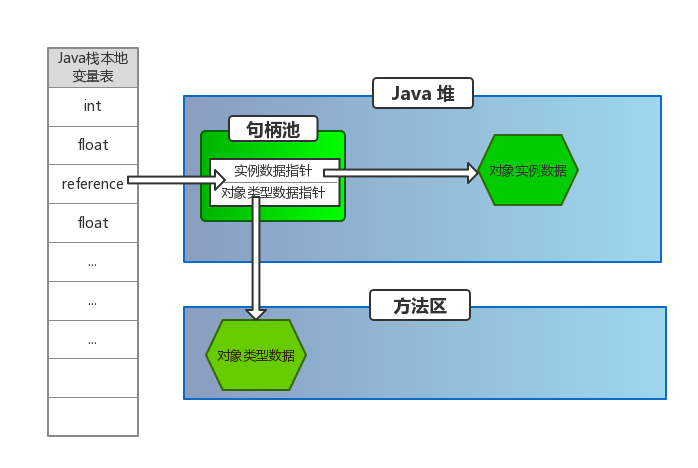 Java栈本地
变量表
int
float
reference
float
...
...
...
Java 堆
句柄池
实例数据指针
对象类型数据指针
对象实例数据
方法区
对象类型数据